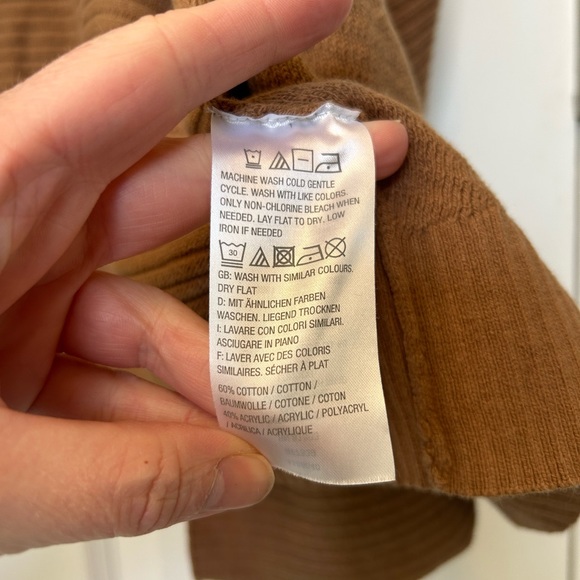 MACHINE WASH COLD GENTLE
CYCLE. WASH WITH LIKE COLORS.
ONLY NON-CHLORINE BLEACH WHEN
NEEDED. LAY FLAT TO DRY. LOW
IRON IF NEEDED
30
GB: WASH WITH SIMILAR COLOURS.
DRY FLAT
D: MIT ÄHNLICHEN FARBEN
WASCHEN. LIEGEND TROCKNEN
I: LAVARE CON COLORI SIMILARI.
ASCIUGARE IN PIANO
F: LAVER AVEC DES COLORIS
SIMILAIRES. SÉCHER À PLAT
60% COTTON / COTTON /
BAUMWOLLE / COTONE / COTON
40% ACRYLIC / ACRYLIC / POLYACRYL
/ ACRILICA / ACRYLIQUE